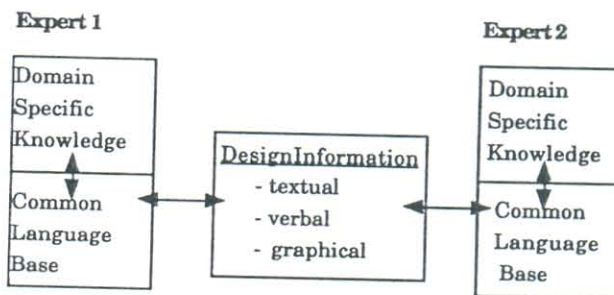 Expert 1
Domain
Specific
Knowledge
Common
Language
Base
DesignInformation
- textual
- verbal
- graphical
Expert 2
Domain
Specific
Knowledge
Common
Language
Base